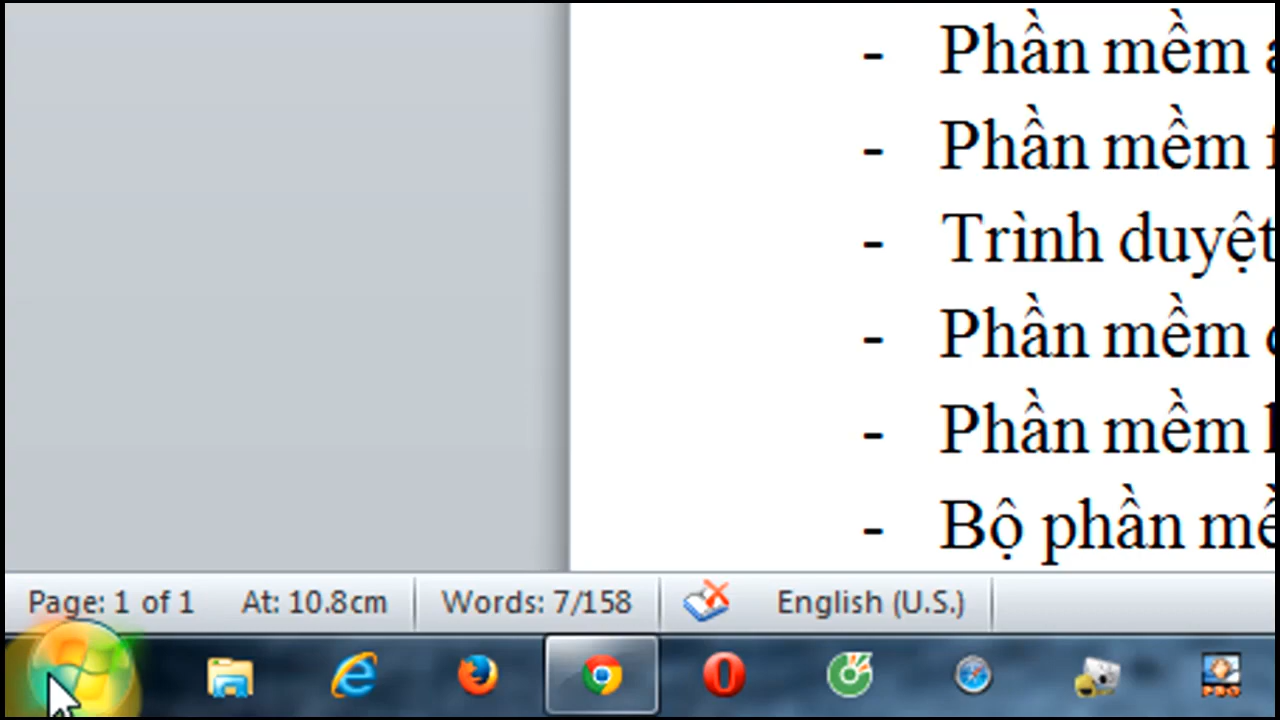 - Phần mềm
- Phần mềm
- Trình duyệt
- Phần mềm
- Phần mềm
- Bộ phần
Page: 1 of 1 At: 10.8cm Words: 7/158 English (U.S.)
PRO